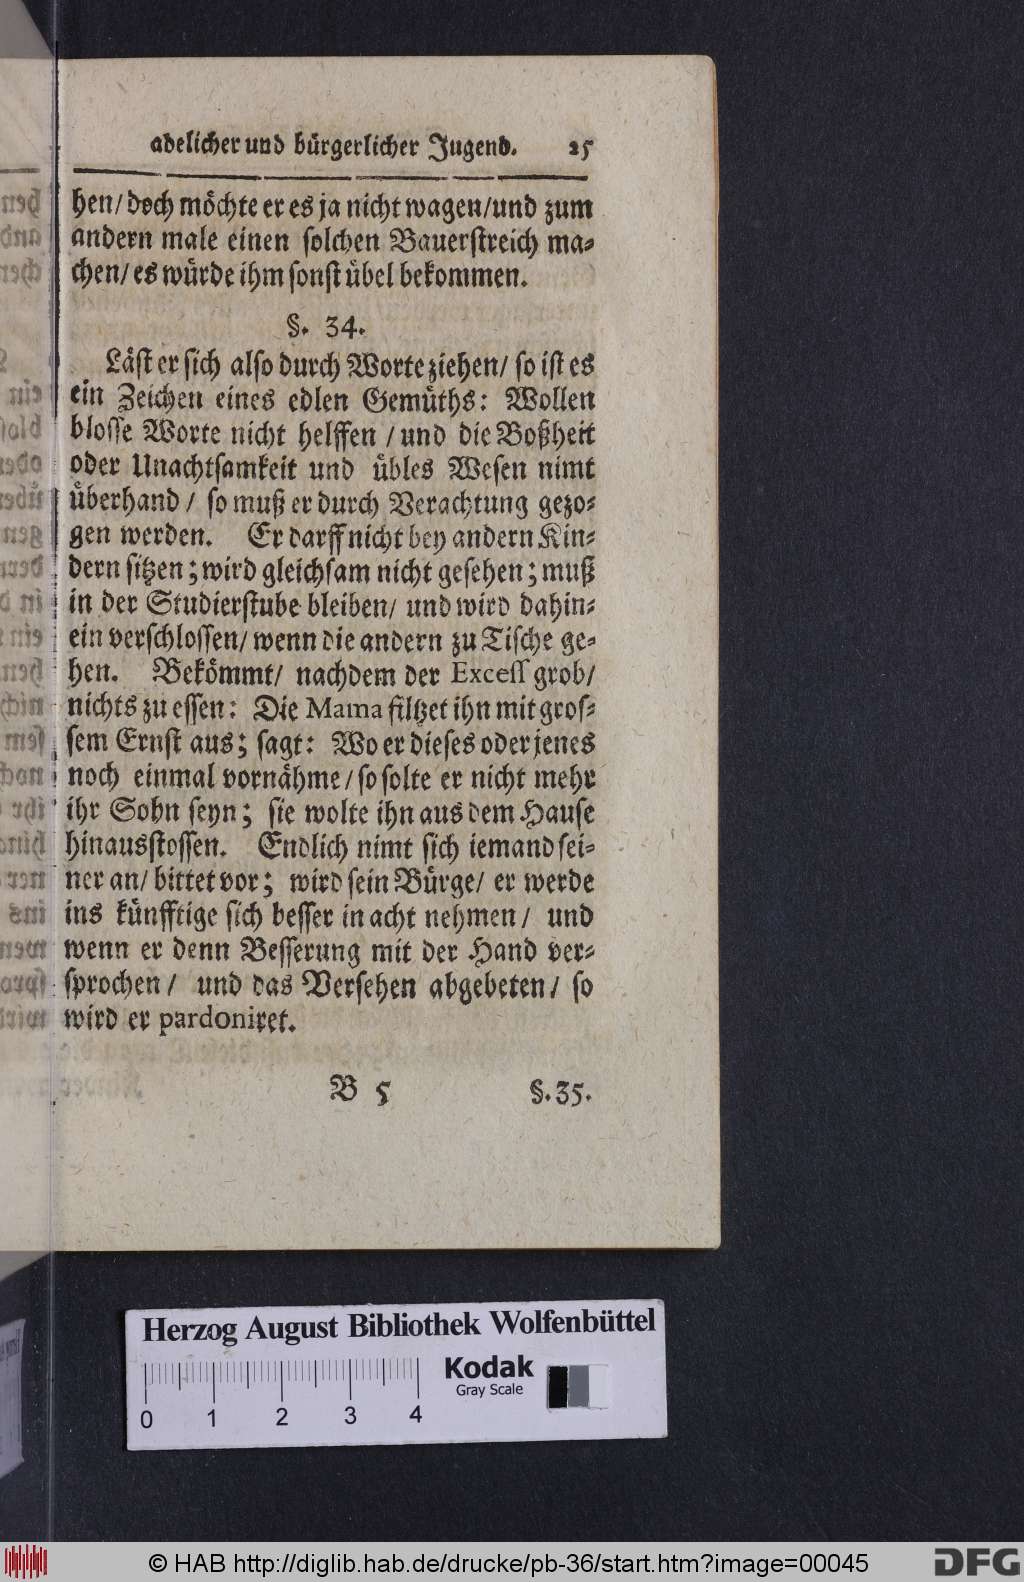 adelicher und bürgerlicher Jugend. 25
hen/ doch möchte er es ja nicht wagen/ und zum
andern male einen solchen Bauerstreich ma-
chen/ es würde ihm sonst übel bekommen.
§. 34.
Läst er sich also durch Worte ziehen/ so ist es
ein Zeichen eines edlen Gemüths: Wollen
blosse Worte nicht helffen / und die Boßheit
oder Unachtsamkeit und übles Wesen nimt
überhand / so muß er durch Verachtung gezo-
gen werden. Er darff nicht bey andern Kin-
dern sitzen; wird gleichsam nicht gesehen; muß
in der Studierstube bleiben/ und wird dahin-
ein verschlossen/ wenn die andern zu Tische ge-
hen. Bekömmt/ nachdem der Excess grob/
nichts zu essen: Die Mama filtzet ihn mit gros-
sem Ernst aus; sagt: Wo er dieses oder jenes
noch einmal vornähme/ so solte er nicht mehr
ihr Sohn seyn; sie wolte ihn aus dem Hause
hinausstossen. Endlich nimt sich iemand sei-
ner an/ bittet vor; wird sein Bürge/ er werde
ins künfftige sich besser in acht nehmen / und
wenn er denn Besserung mit der Hand ver-
sprochen / und das Versehen abgebeten / so
wird er pardoniret.
B 5 §. 35.
Herzog August Bibliothek Wolfenbüttel
Kodak
Gray Scale
0 1 2 3 4
© HAB http://diglib.hab.de/drucke/pb-36/start.htm?image=00045
DFG